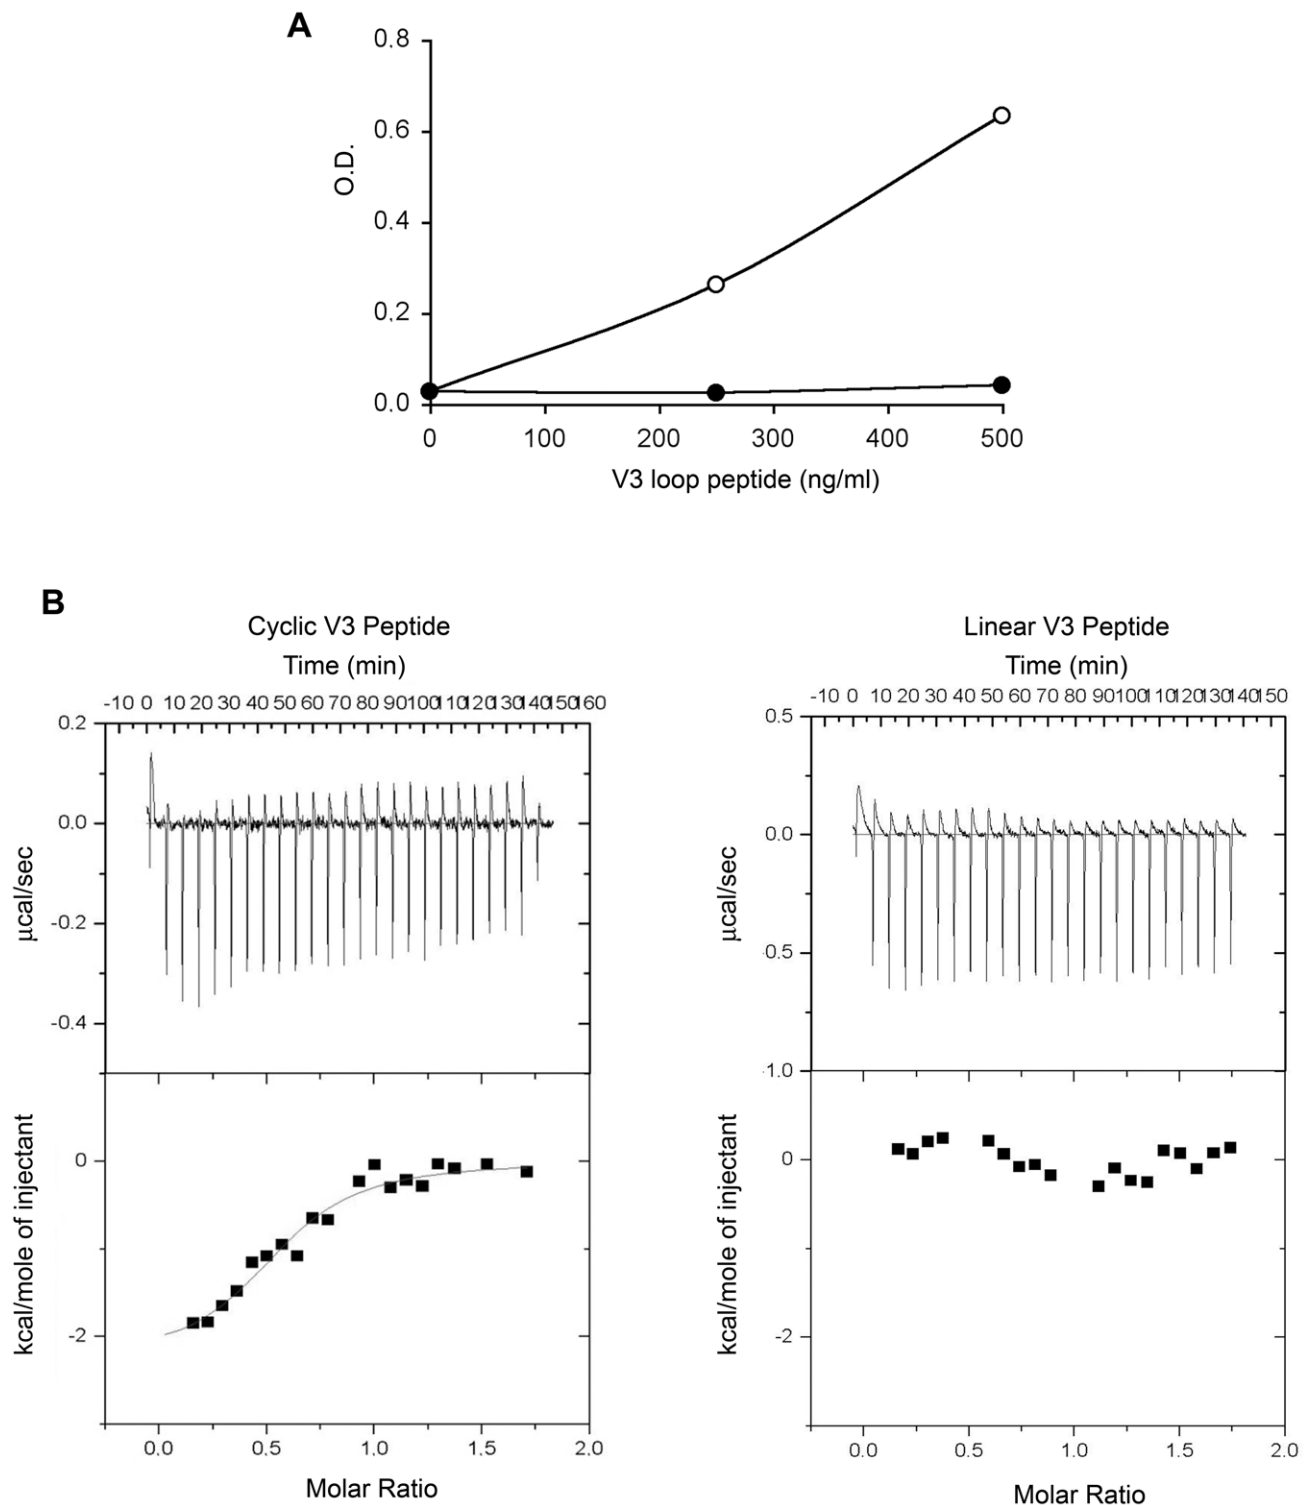 A
0.8
0.6
0.4
0.2
0.0
O.D.
0 100 200 300 400 500
V3 loop peptide (ng/ml)
B
Cyclic V3 Peptide
Time (min)
-10 0 10 20 30 40 50 60 70 80 90 100 110 120 130 140 150 160
0.2
0.0
-0.2
-0.4
µcal/sec
0
-2
kcal/mole of injectant
0.0 0.5 1.0 1.5 2.0
Molar Ratio
Linear V3 Peptide
Time (min)
-10 0 10 20 30 40 50 60 70 80 90 100 110 120 130 140 150
0.5
0.0
-0.5
-1.0
µcal/sec
0
-2
kcal/mole of injectant
0.0 0.5 1.0 1.5 2.0
Molar Ratio